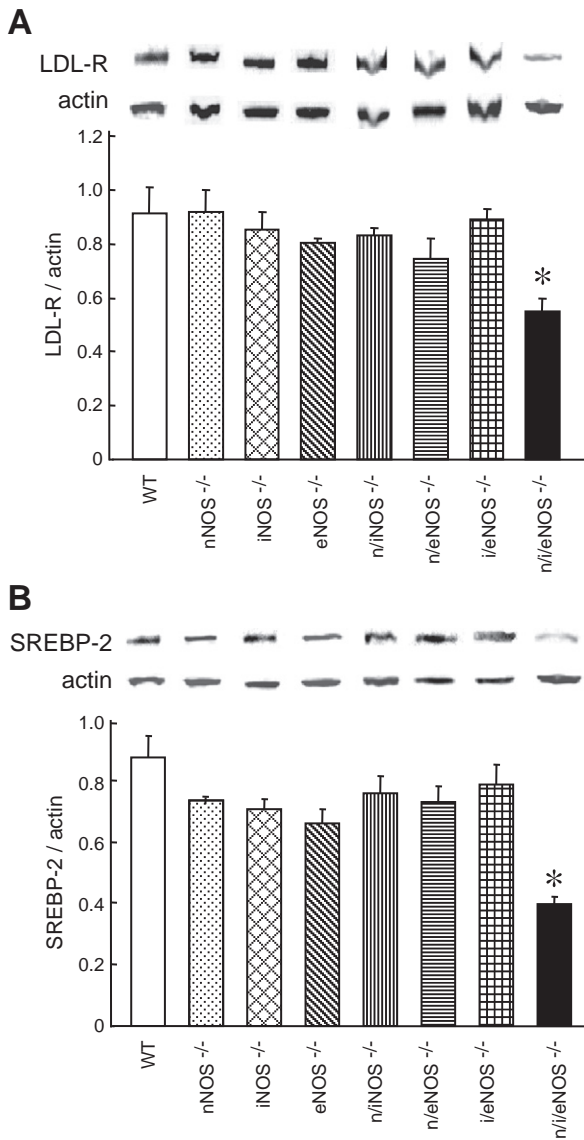 A
LDL-R
actin
1.2
1.0
0.8
0.6
0.4
0.2
0
LDL-R / actin
*
WT
nNOS -/-
iNOS -/-
eNOS -/-
n/iNOS -/-
n/eNOS -/-
i/eNOS -/-
n/i/eNOS -/-
B
SREBP-2
actin
1.0
0.8
0.6
0.4
0.2
0
SREBP-2 / actin
*
WT
nNOS -/-
iNOS -/-
eNOS -/-
n/iNOS -/-
n/eNOS -/-
i/eNOS -/-
n/i/eNOS -/-